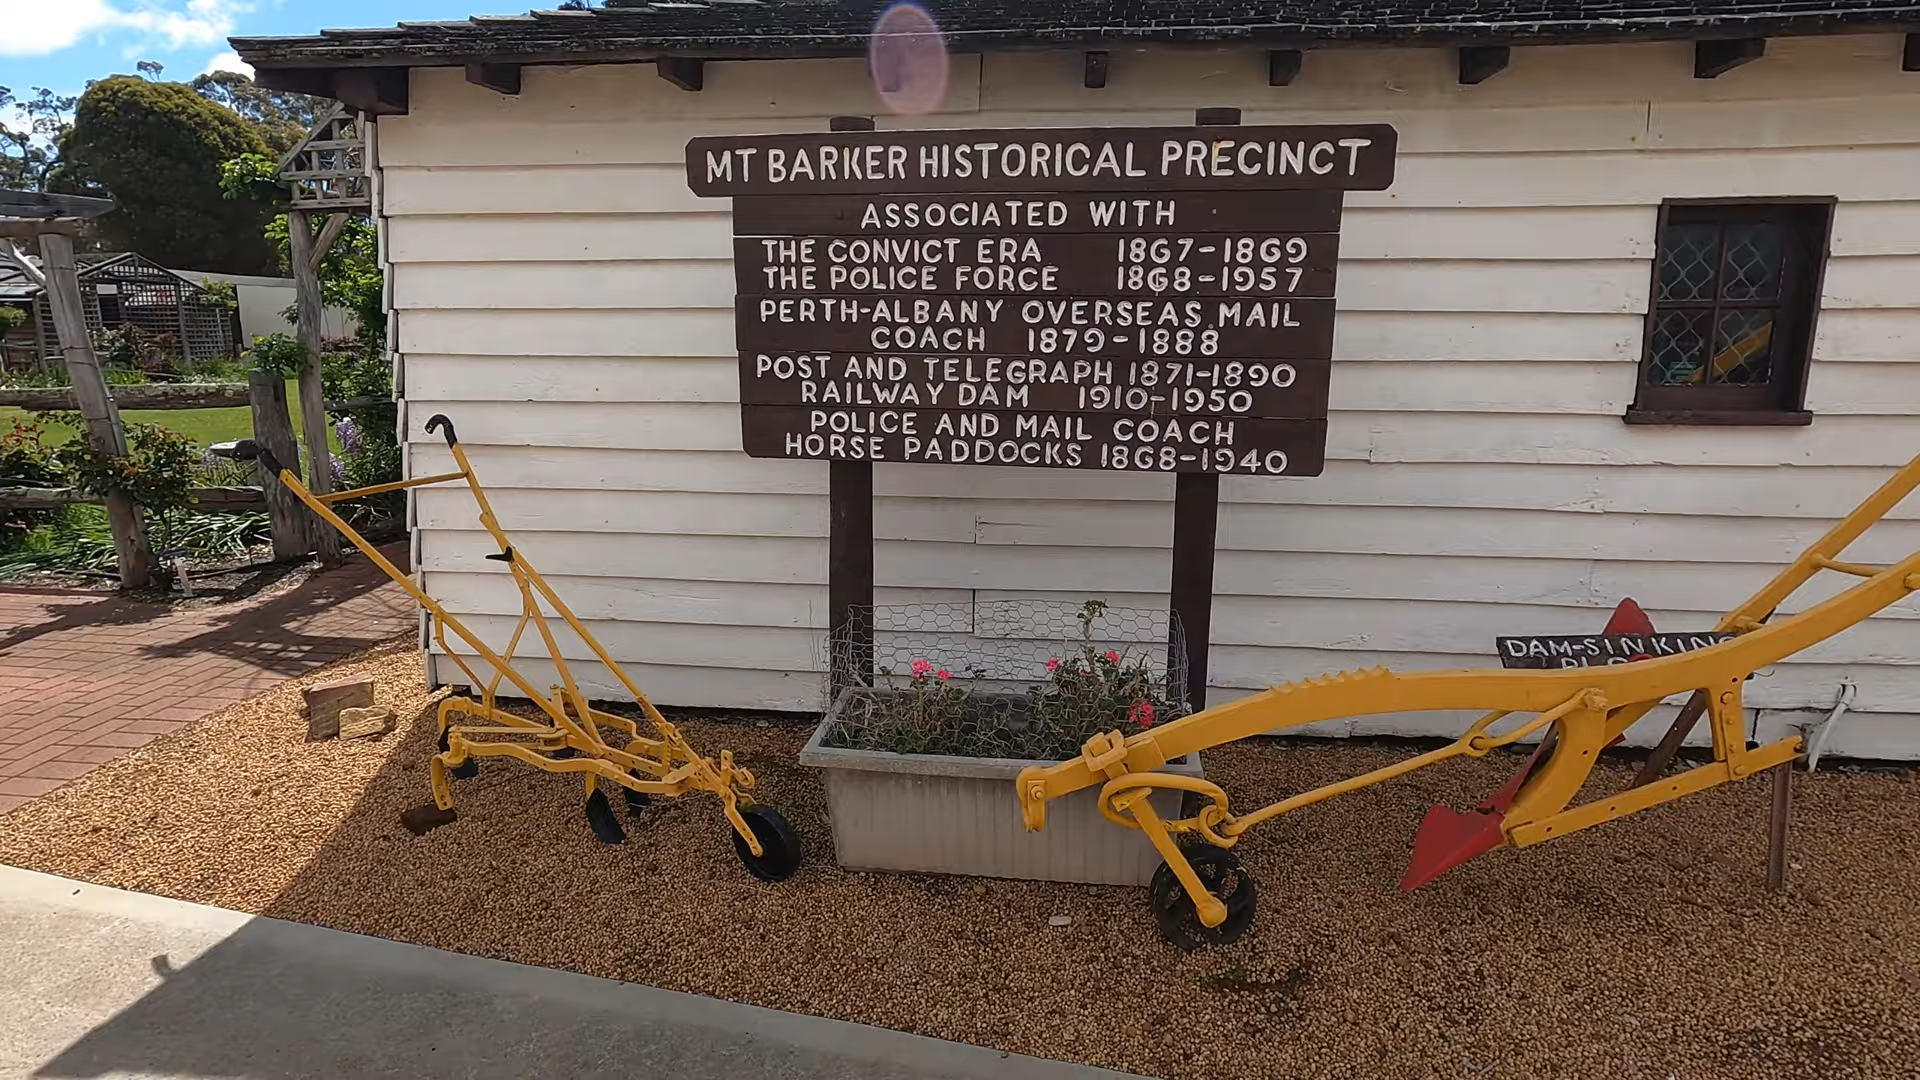 MT BARKER HISTORICAL PRECINCT
ASSOCIATED WITH
THE CONVICT ERA 1867-1869
THE POLICE FORCE 1868-1957
PERTH-ALBANY OVERSEAS MAIL
COACH 1879-1888
POST AND TELEGRAPH 1871-1890
RAILWAY DAM 1910-1950
POLICE AND MAIL COACH
HORSE PADDOCKS 1868-1940
DAM-SINKING